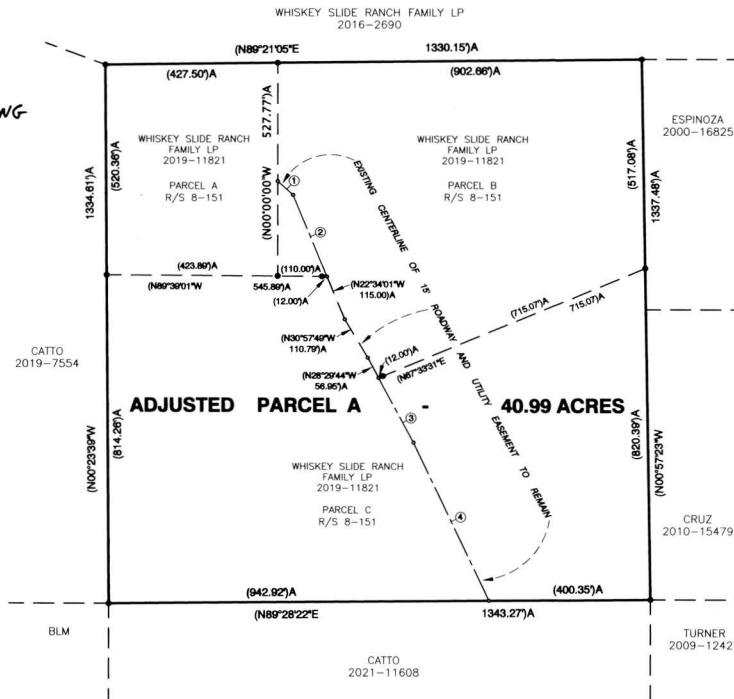 WHISKEY SLIDE RANCH FAMILY LP
2016-2690
(N89°21'05"E
1330.15')A
(427.50')A
(902.66')A
WHISKEY SLIDE RANCH
FAMILY LP
2019-11821
PARCEL A
R/S 8-151
527.77')A
(N00°00'00"W
WHISKEY SLIDE RANCH
FAMILY LP
2019-11821
PARCEL B
R/S 8-151
ESPINOZA
2000-16825
1334.61')A
(520.36')A
(517.08')A
1337.48')A
1
2
EXISTING CENTERLINE OF 15' ROADWAY AND UTILITY EASEMENT TO REMAIN
(423.89')A
(110.00')A
(N89°39'01"W
545.89')A
(12.00')A
(N22°34'01"W
115.00')A
(715.07')A
715.07')A
(N30°57'49"W
110.79')A
(12.00')A
(N67°33'31"E
(N28°29'44"W
56.95')A
CATTO
2019-7554
ADJUSTED PARCEL A - 40.99 ACRES
3
(N00°23'39"W
(814.26')A
(820.39')A
(N00°57'23"W
WHISKEY SLIDE RANCH
FAMILY LP
2019-11821
PARCEL C
R/S 8-151
4
CRUZ
2010-15479
(942.92')A
(400.35')A
(N89°28'22"E
1343.27')A
BLM
CATTO
2021-11608
TURNER
2009-1242